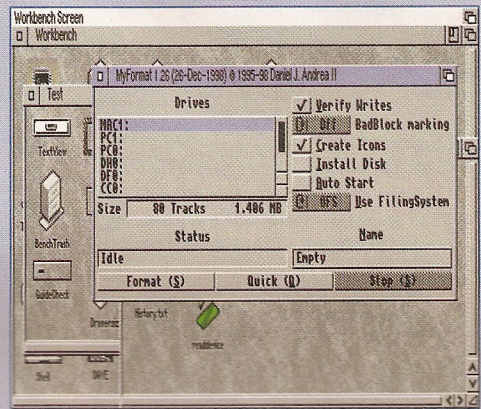 Workbench Screen
Workbench
Test
MyFormat 1.26 (26-Dec-1998) © 1995-98 Daniel J. Andrea II
Drives
MAC1:
PC1:
PC0:
DH0:
DF0:
CC0:
Size 80 Tracks 1.406 MB
Status
Idle
Verify Writes
Off BadBlock marking
Create Icons
Install Disk
Auto Start
OFS Use FilingSystem
Name
Empty
Format (S)
Quick (Q)
Stop (S)
TextView
BenchTrash
GuideCheck
Shell
History.txt
readdevice